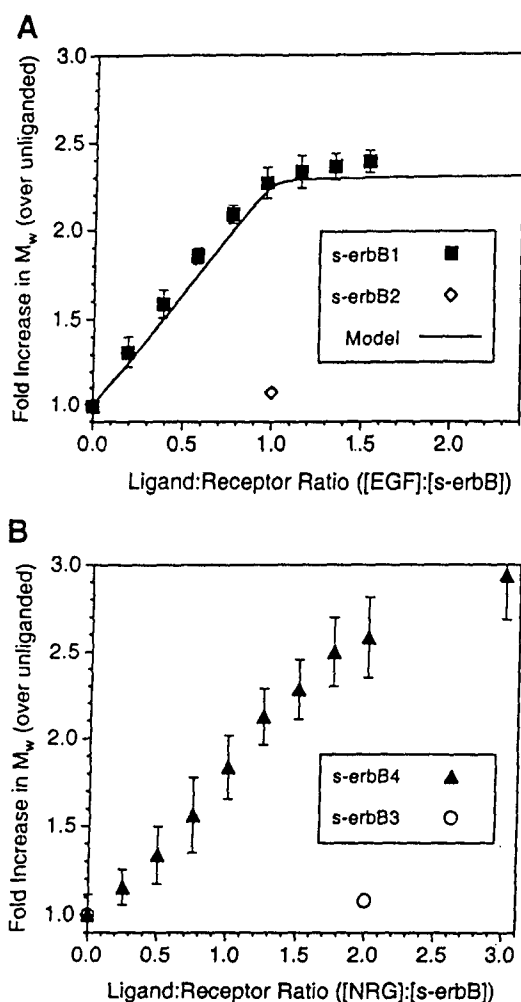 A
Fold Increase in Mw (over unliganded)
3.0
2.5
2.0
1.5
1.0
s-erbB1
s-erbB2
Model
0.0 0.5 1.0 1.5 2.0
Ligand:Receptor Ratio ([EGF]:[s-erbB])
B
Fold Increase in Mw (over unliganded)
3.0
2.5
2.0
1.5
1.0
s-erbB4
s-erbB3
0.0 0.5 1.0 1.5 2.0 2.5 3.0
Ligand:Receptor Ratio ([NRG]:[s-erbB])